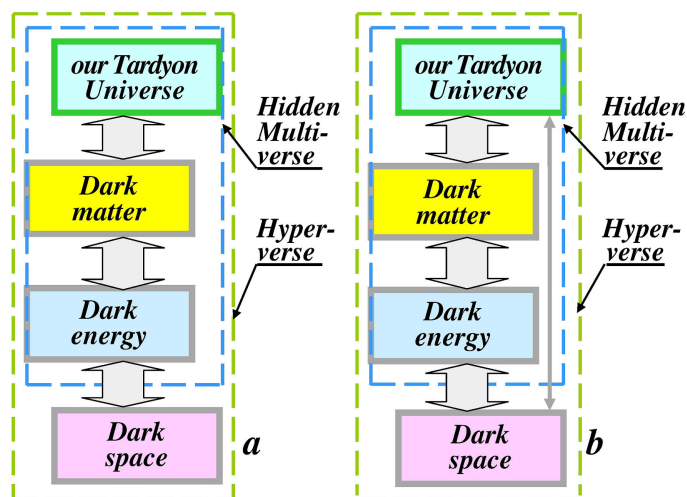 our Tardyon
Universe
Hidden
Multi-
verse
Dark
matter
Hyper-
verse
Dark
energy
Dark
space
a
our Tardyon
Universe
Hidden
Multi-
verse
Dark
matter
Hyper-
verse
Dark
energy
Dark
space
b